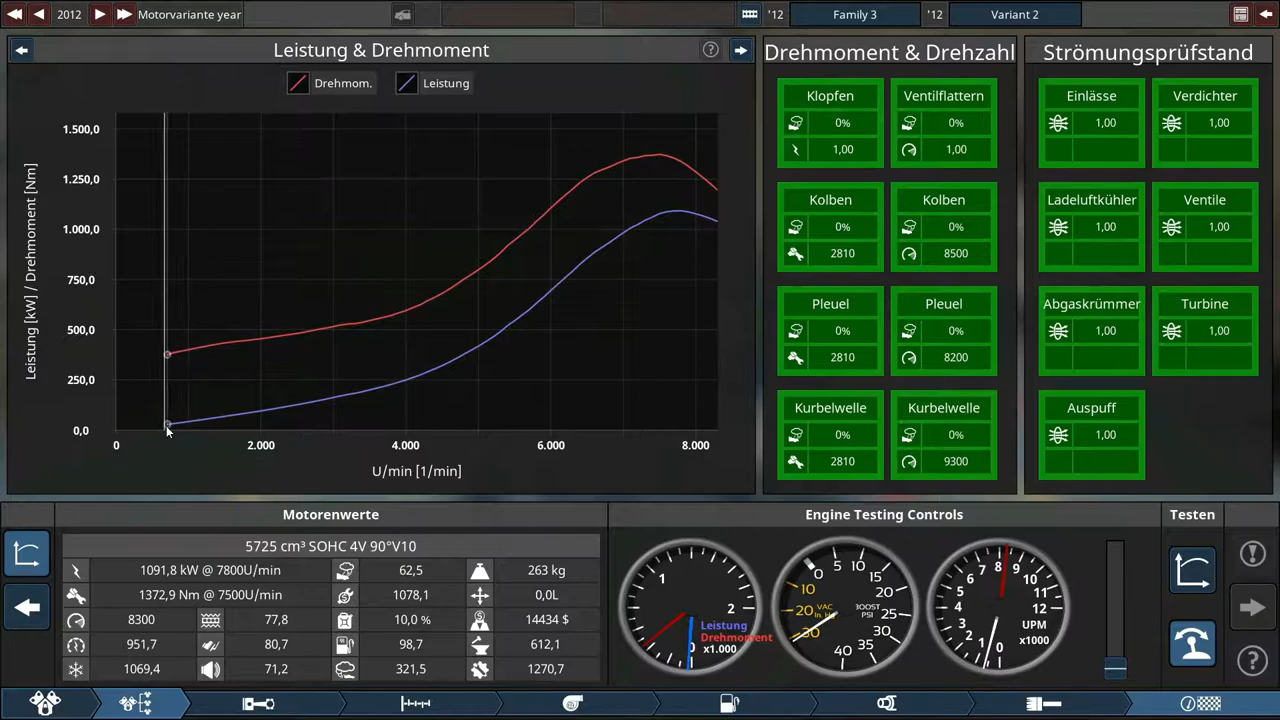 2012
Motorvariante year
'12
Family 3
'12
Variant 2
Leistung & Drehmoment
?
Drehmom.
Leistung
Leistung [kW] / Drehmoment [Nm]
1.500,0
1.250,0
1.000,0
750,0
500,0
250,0
0,0
0
2.000
4.000
6.000
8.000
U/min [1/min]
Drehmoment & Drehzahl
Klopfen
0%
1,00
Ventilflattern
0%
1,00
Kolben
0%
2810
Kolben
0%
8500
Pleuel
0%
2810
Pleuel
0%
8200
Kurbelwelle
0%
2810
Kurbelwelle
0%
9300
Strömungsprüfstand
Einlässe
1,00
Verdichter
1,00
Ladeluftkühler
1,00
Ventile
1,00
Abgaskrümmer
1,00
Turbine
1,00
Auspuff
1,00
Motorenwerte
5725 cm³ SOHC 4V 90°V10
1091,8 kW @ 7800U/min
62,5
263 kg
1372,9 Nm @ 7500U/min
1078,1
0,0L
8300
77,8
10,0 %
14434 $
951,7
80,7
98,7
612,1
1069,4
71,2
321,5
1270,7
Engine Testing Controls
1
2
0
Leistung
Drehmoment
x1.000
0
5
10
15
20
25
30
35
40
10
20
30
VAC
In. Hg
BOOST
PSI
0
1
2
3
4
5
6
7
8
9
10
11
12
UPM
x1000
Testen
?